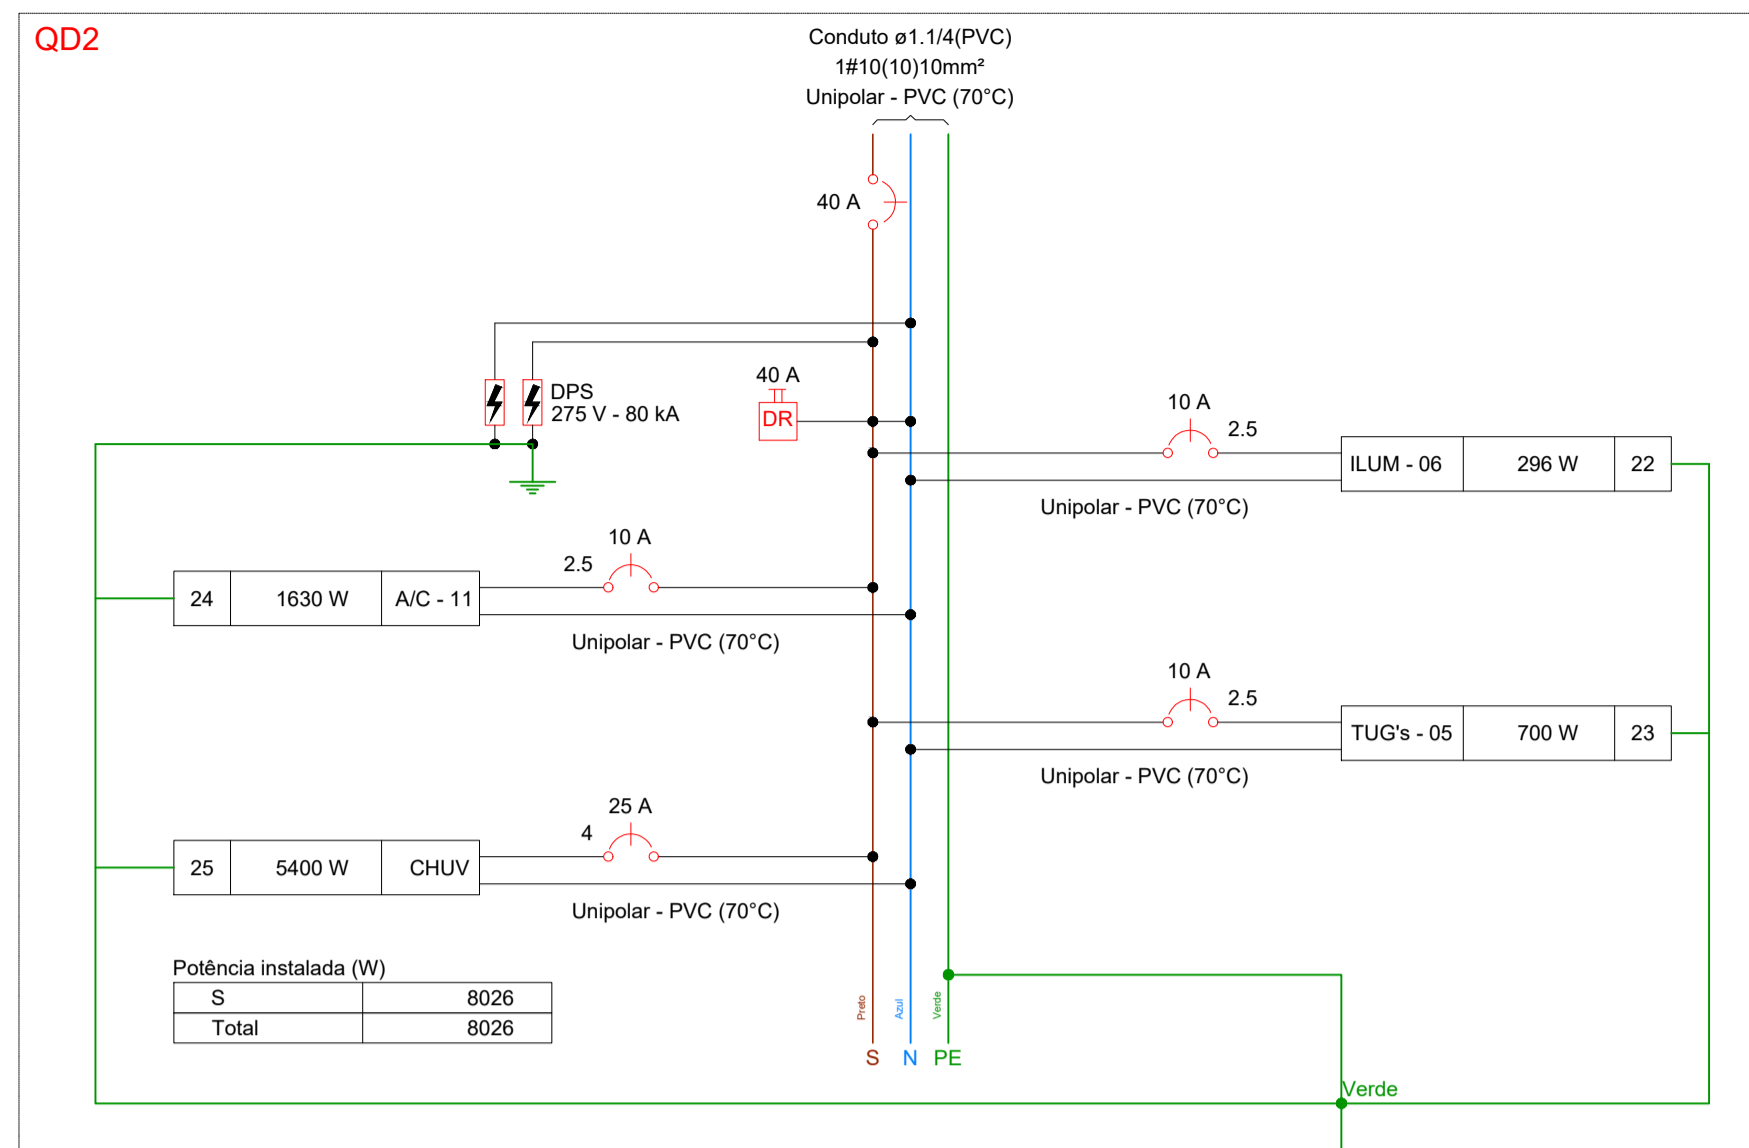 QD2
Conduto ø1.1/4(PVC)
1#10(10)10mm²
Unipolar - PVC (70°C)
40 A
DPS
275 V - 80 kA
40 A
DR
10 A
2.5
ILUM - 06 296 W 22
Unipolar - PVC (70°C)
10 A
2.5
24 1630 W A/C - 11
Unipolar - PVC (70°C)
10 A
2.5
TUG's - 05 700 W 23
Unipolar - PVC (70°C)
25 A
4
25 5400 W CHUV
Unipolar - PVC (70°C)
Potência instalada (W)
S 8026
Total 8026
Preto
Azul
Verde
S N PE
Verde